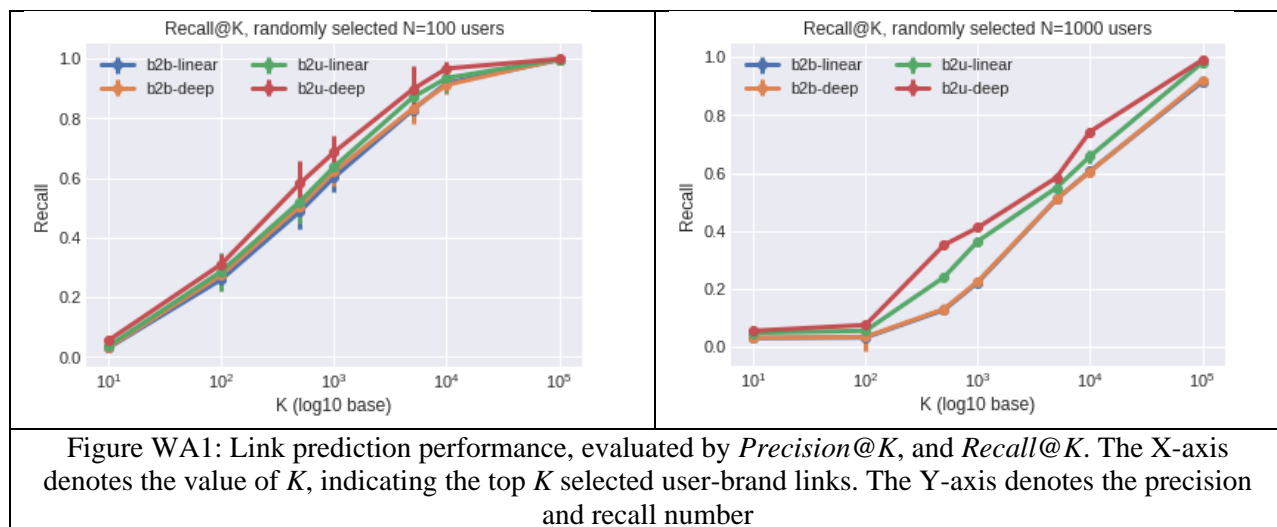 Recall@K, randomly selected N=100 users
b2b-linear
b2b-deep
b2u-linear
b2u-deep
1.0
0.8
0.6
0.4
0.2
0.0
Recall
10¹
10²
10³
10⁴
10⁵
K (log10 base)
Recall@K, randomly selected N=1000 users
b2b-linear
b2b-deep
b2u-linear
b2u-deep
1.0
0.8
0.6
0.4
0.2
0.0
Recall
10¹
10²
10³
10⁴
10⁵
K (log10 base)
Figure WA1: Link prediction performance, evaluated by Precision@K, and Recall@K. The X-axis
denotes the value of K, indicating the top K selected user-brand links. The Y-axis denotes the precision
and recall number